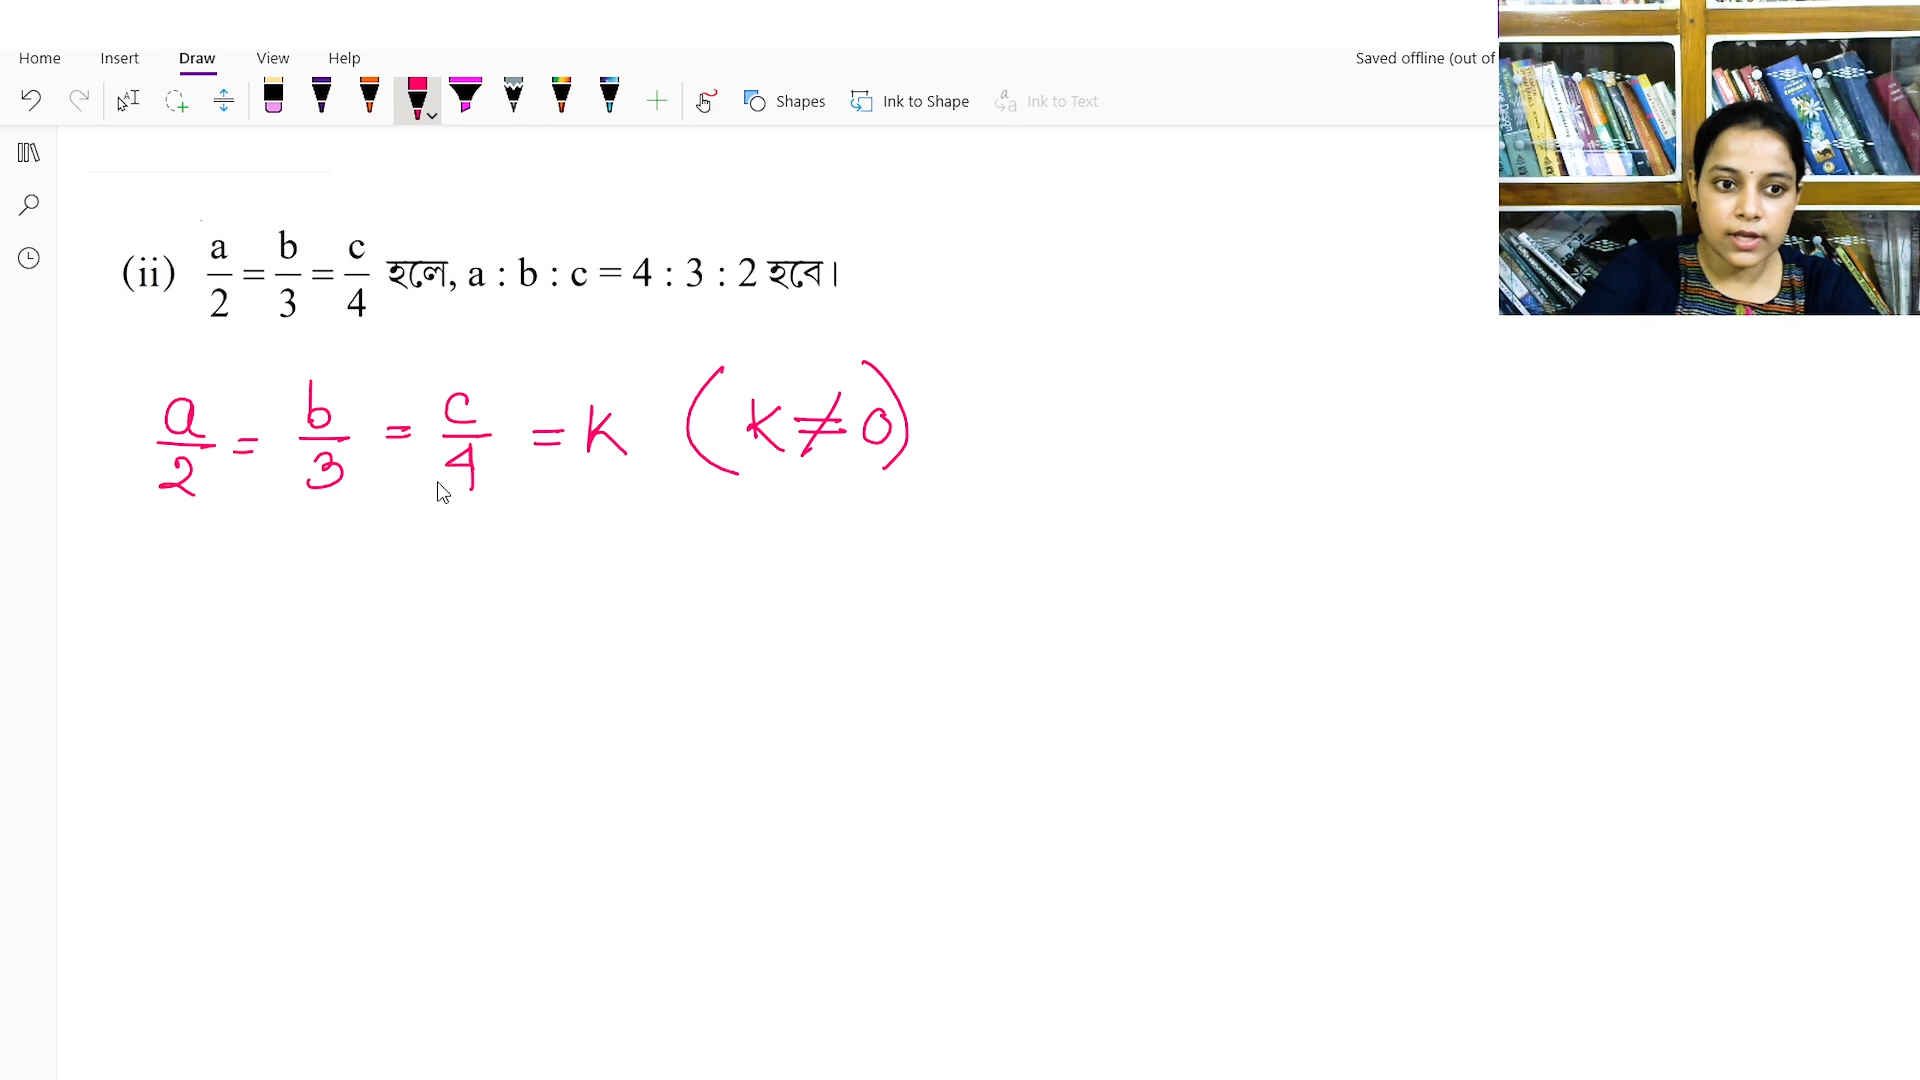 Home Insert Draw View Help Saved offline (out of
Shapes Ink to Shape Ink to Text
(ii) a/2 = b/3 = c/4 হলে, a : b : c = 4 : 3 : 2 হবে।
a/2 = b/3 = c/4 = K (K ≠ 0)